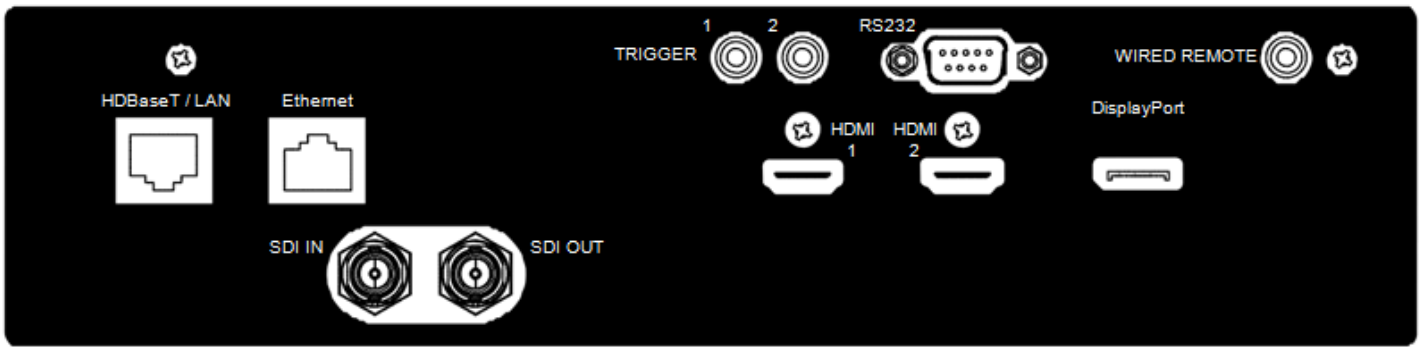 1 2 RS232
TRIGGER WIRED REMOTE
HDBaseT / LAN Ethernet DisplayPort
HDMI HDMI
1 2
SDI IN SDI OUT